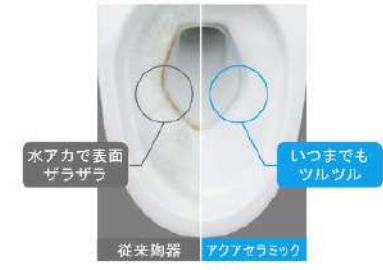 水アカで表面
ザラザラ
いつまでも
ツルツル
従来陶器
アクアセラミック